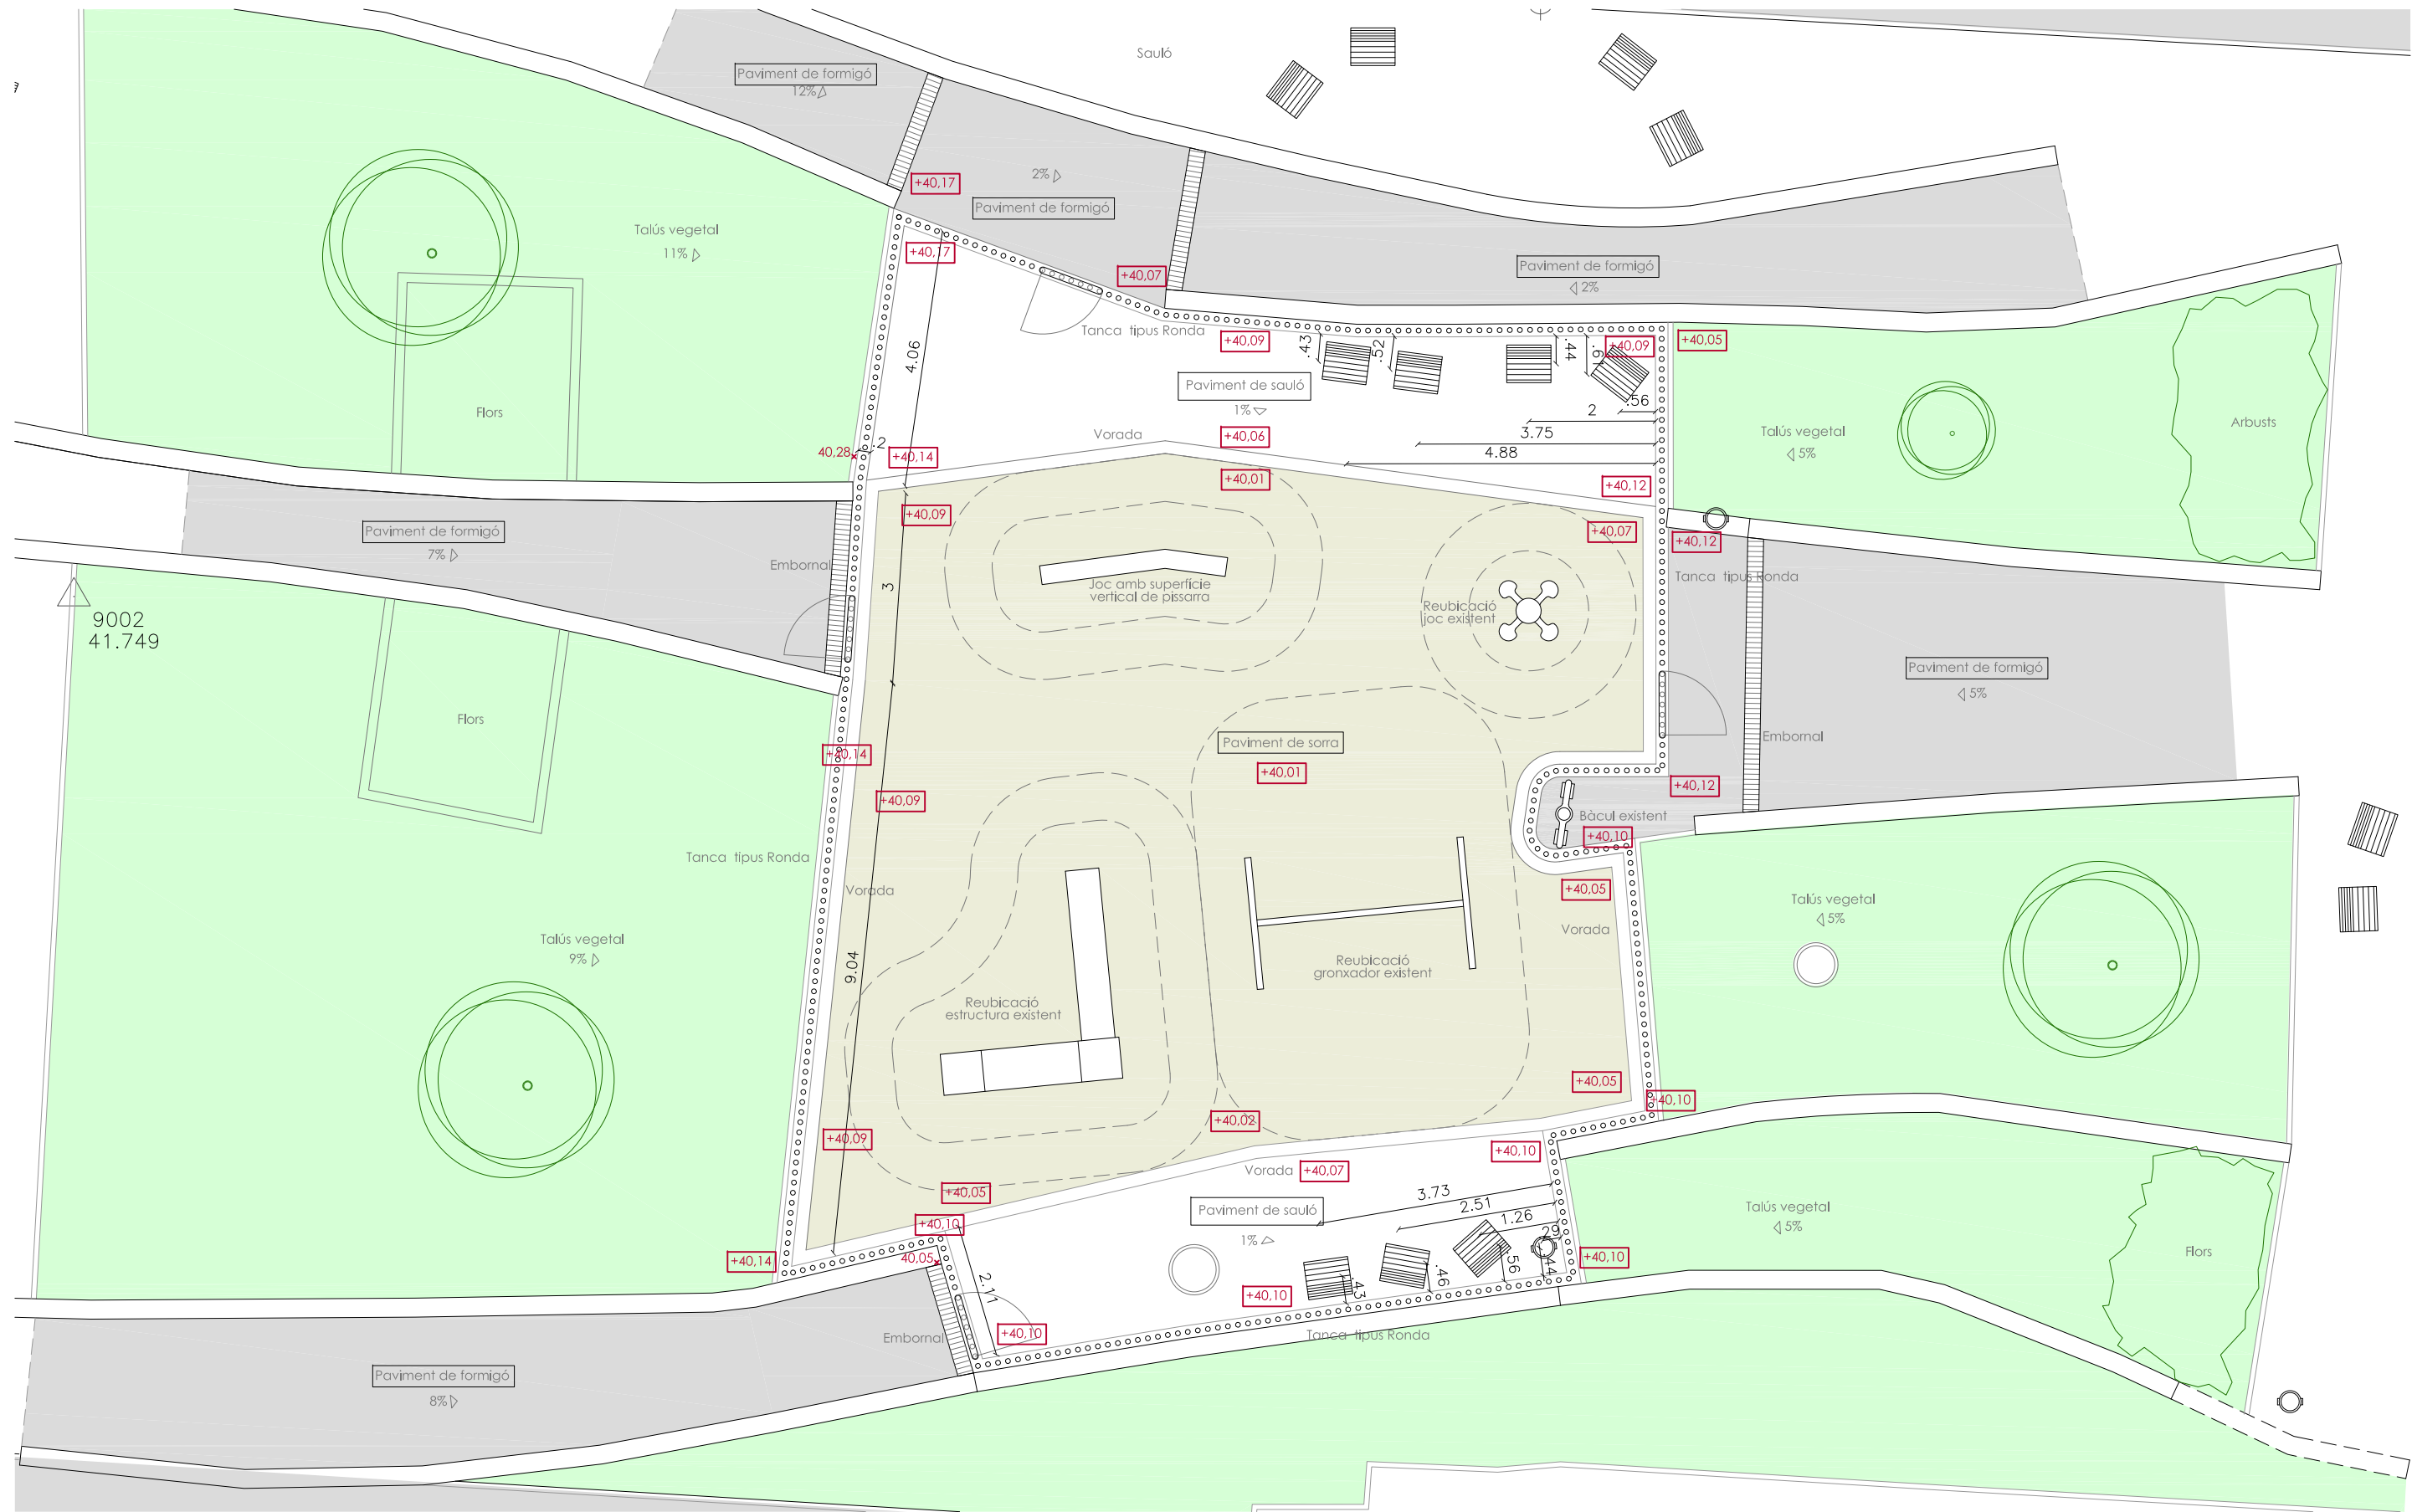 Sauló
Paviment de formigó
12%
2%
Paviment de formigó
+40,17
+40,17
Talús vegetal
11%
+40,07
Paviment de formigó
2%
Tanca tipus Ronda
+40,09
.43
.52
.44
.61
+40,09
+40,05
4.06
Paviment de sauló
1%
.56
2
3.75
4.88
Flors
Vorada
+40,06
Talús vegetal
5%
Arbusts
40,28
.2
+40,14
+40,01
+40,12
+40,09
+40,07
+40,12
Paviment de formigó
7%
Embornal
3
Joc amb superfície
vertical de pissarra
Reubicació
joc existent
Tanca tipus Ronda
9002
41.749
Paviment de formigó
5%
Flors
Paviment de sorra
+40,01
Embornal
+40,14
+40,09
+40,12
Bàcul existent
+40,10
Tanca tipus Ronda
Vorada
+40,05
Talús vegetal
5%
Vorada
Talús vegetal
9%
9.04
Reubicació
gronxador existent
Reubicació
estructura existent
+40,05
+40,10
+40,02
+40,09
+40,10
Vorada
+40,07
+40,05
3.73
2.51
1.26
.29
Paviment de sauló
1%
Talús vegetal
5%
+40,10
40,05
+40,14
Flors
+40,10
.56
.44
.46
.43
2.11
+40,10
+40,10
Embornal
Tanca tipus Ronda
Paviment de formigó
8%